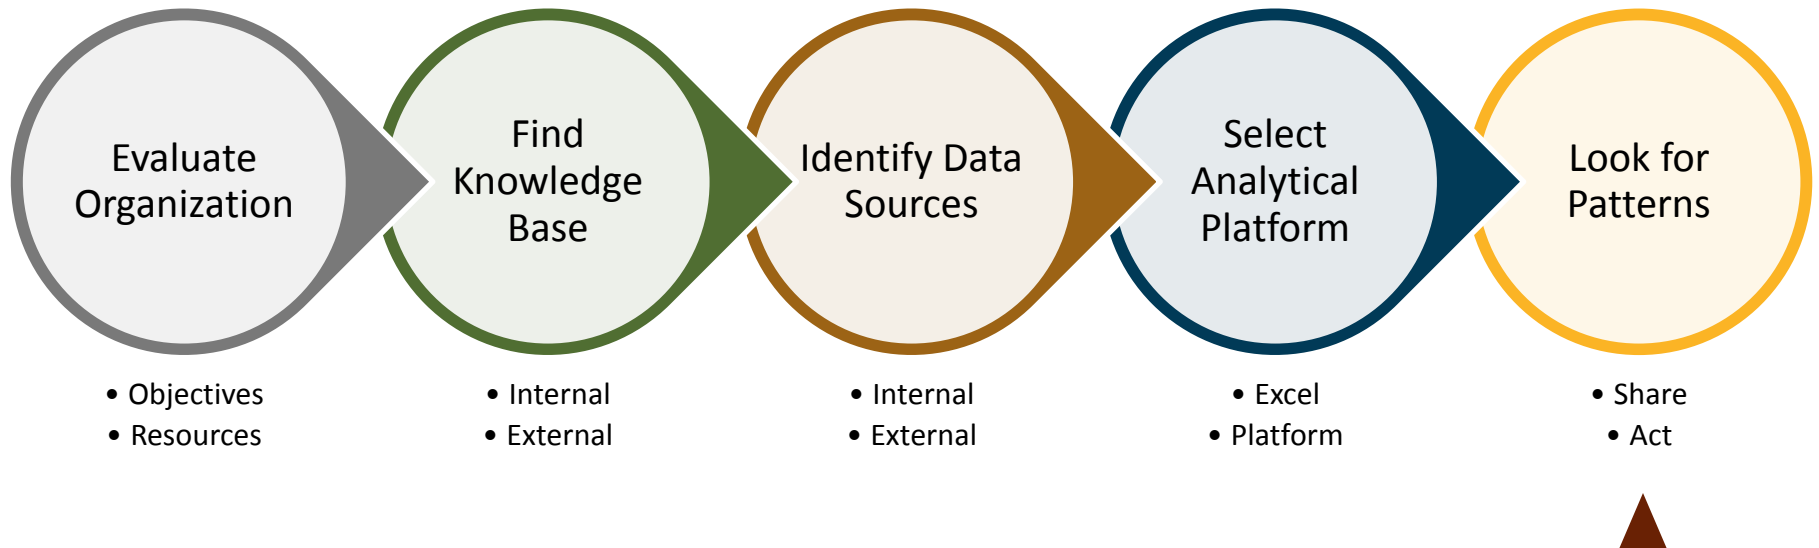 Evaluate
Organization
Find
Knowledge
Base
Identify Data
Sources
Select
Analytical
Platform
Look for
Patterns
• Objectives
• Resources
• Internal
• External
• Internal
• External
• Excel
• Platform
• Share
• Act